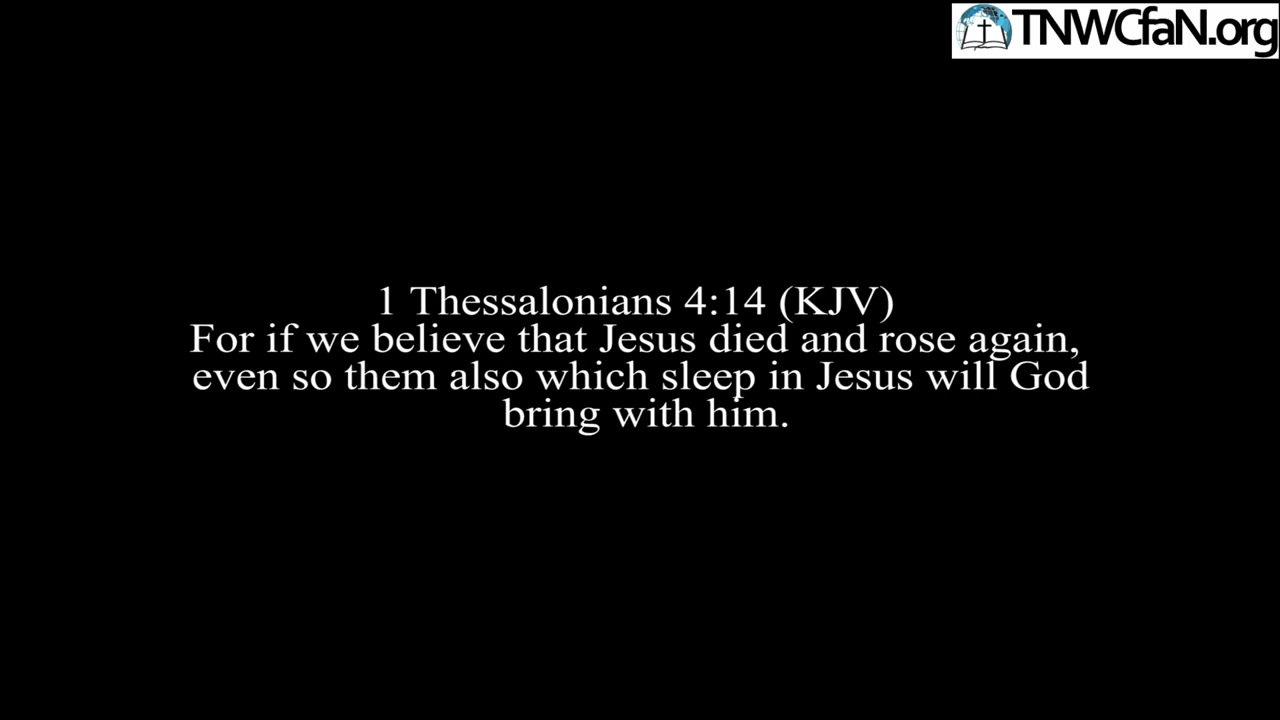 TNWCfaN.org
1 Thessalonians 4:14 (KJV)
For if we believe that Jesus died and rose again,
even so them also which sleep in Jesus will God
bring with him.